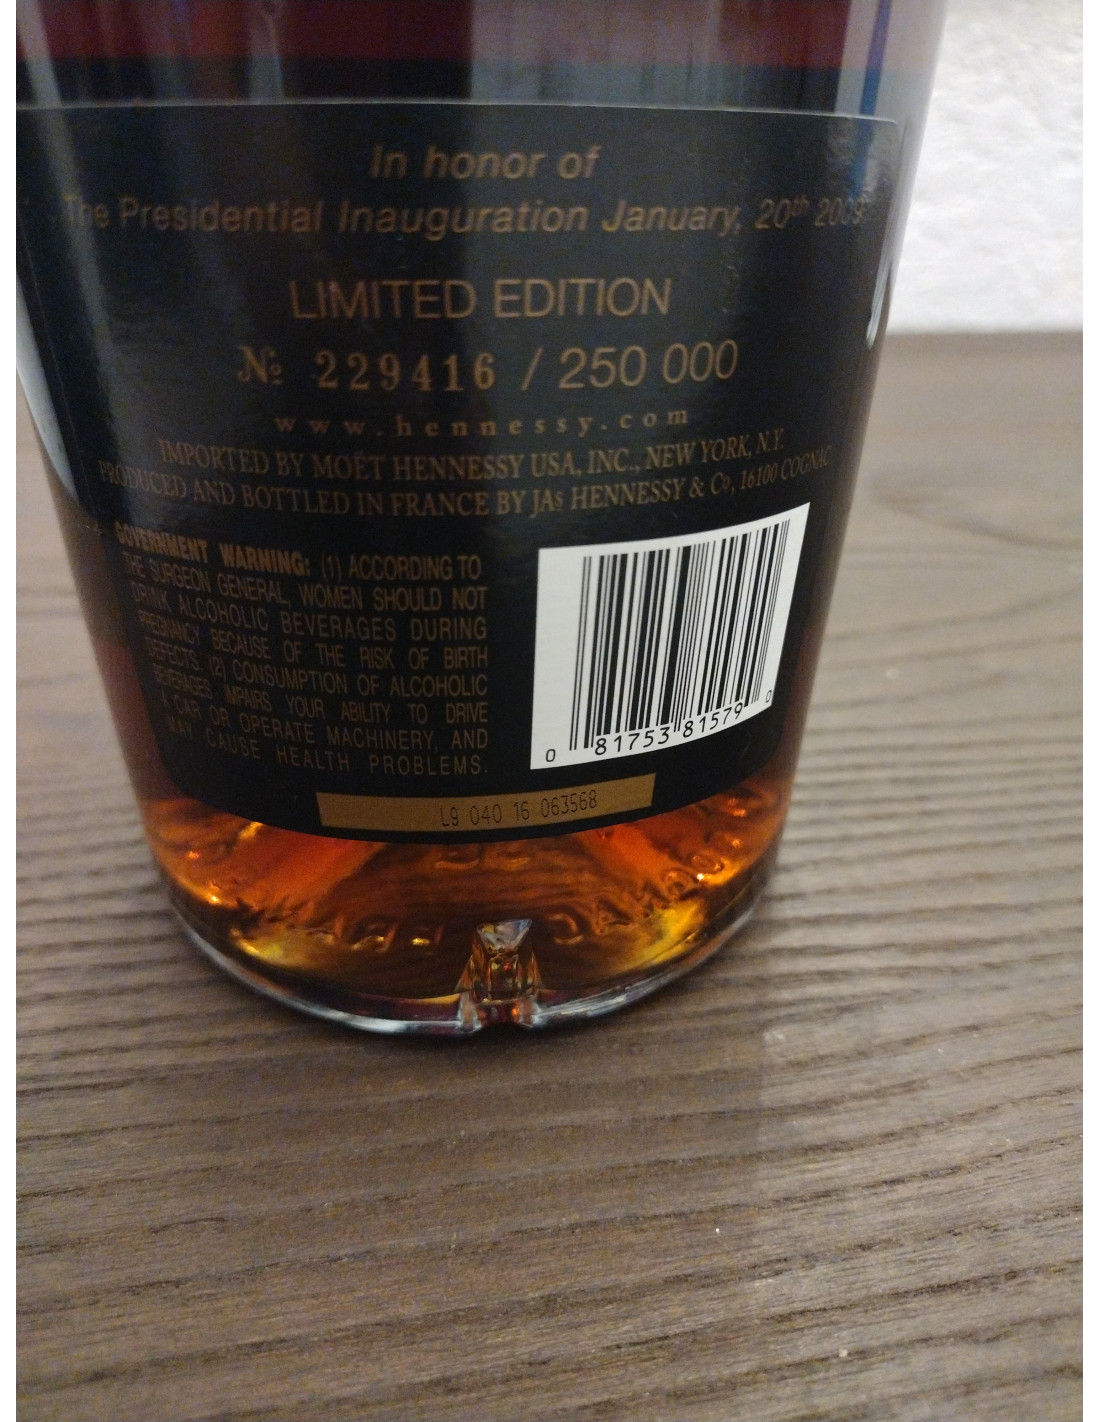 In honor of
The Presidential Inauguration January, 20th 2009
LIMITED EDITION
№ 229416 / 250 000
www.hennessy.com
IMPORTED BY MOËT HENNESSY USA, INC., NEW YORK, N.Y.
PRODUCED AND BOTTLED IN FRANCE BY JAs HENNESSY & Co, 16100 COGNAC
GOVERNMENT WARNING: (1) ACCORDING TO
THE SURGEON GENERAL, WOMEN SHOULD NOT
DRINK ALCOHOLIC BEVERAGES DURING
PREGNANCY BECAUSE OF THE RISK OF BIRTH
DEFECTS. (2) CONSUMPTION OF ALCOHOLIC
BEVERAGES IMPAIRS YOUR ABILITY TO DRIVE
A CAR OR OPERATE MACHINERY, AND
MAY CAUSE HEALTH PROBLEMS.
0 81753 81579 0
L9 040 16 063568